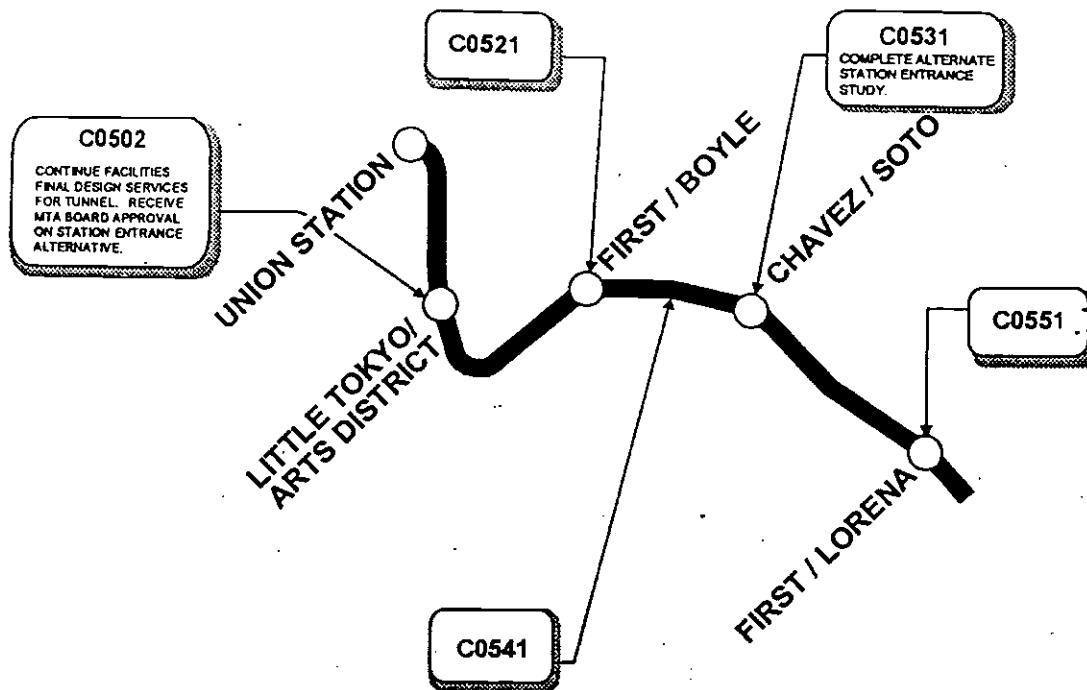 C0521
C0531
COMPLETE ALTERNATE
STATION ENTRANCE
STUDY.
C0502
CONTINUE FACILITIES
FINAL DESIGN SERVICES
FOR TUNNEL. RECEIVE
MTA BOARD APPROVAL
ON STATION ENTRANCE
ALTERNATIVE.
UNION STATION
FIRST / BOYLE
CHAVEZ / SOTO
C0551
LITTLE TOKYO/
ARTS DISTRICT
FIRST / LORENA
C0541